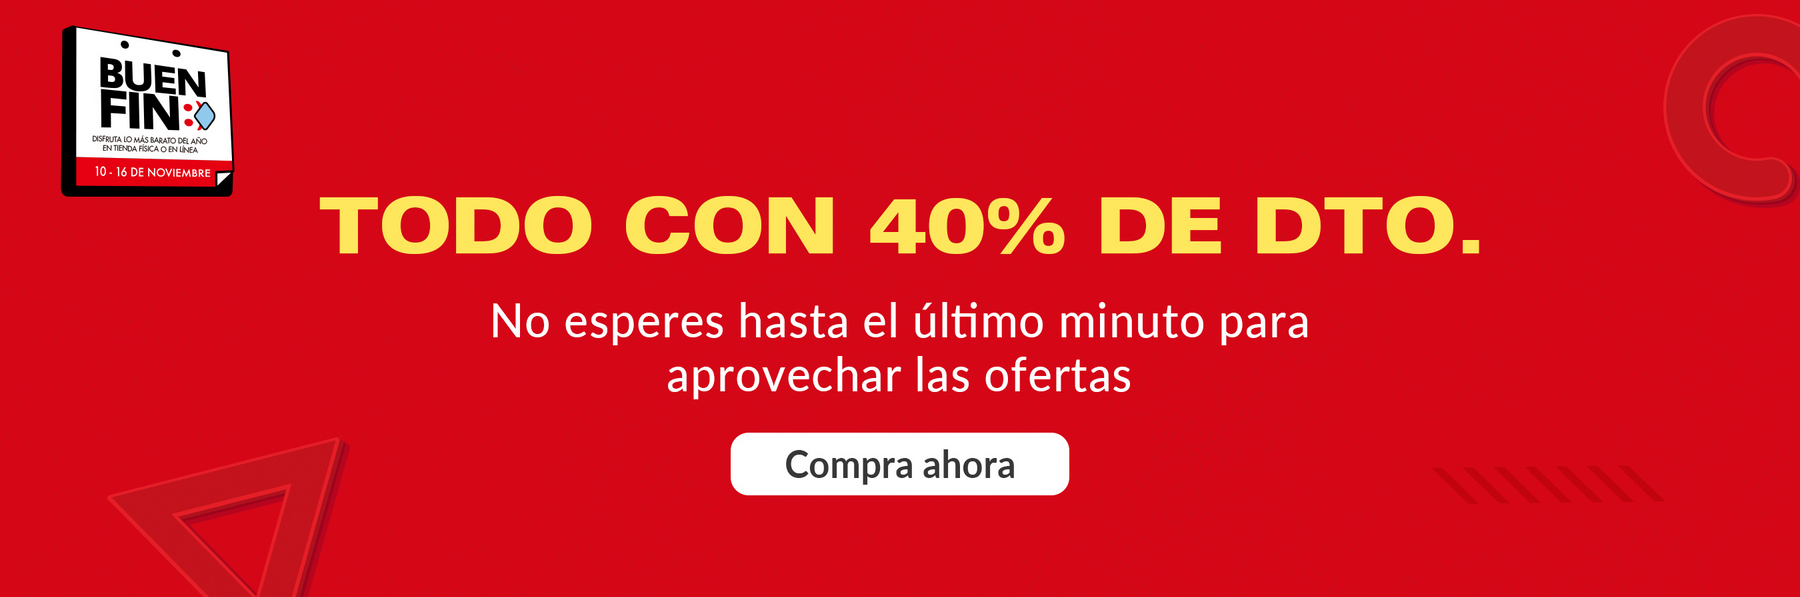 BUEN
FIN
DISFRUTA LO MÁS BARATO DEL AÑO
EN TIENDA FÍSICA O EN LÍNEA
10 - 16 DE NOVIEMBRE
TODO CON 40% DE DTO.
No esperes hasta el último minuto para
aprovechar las ofertas
Compra ahora